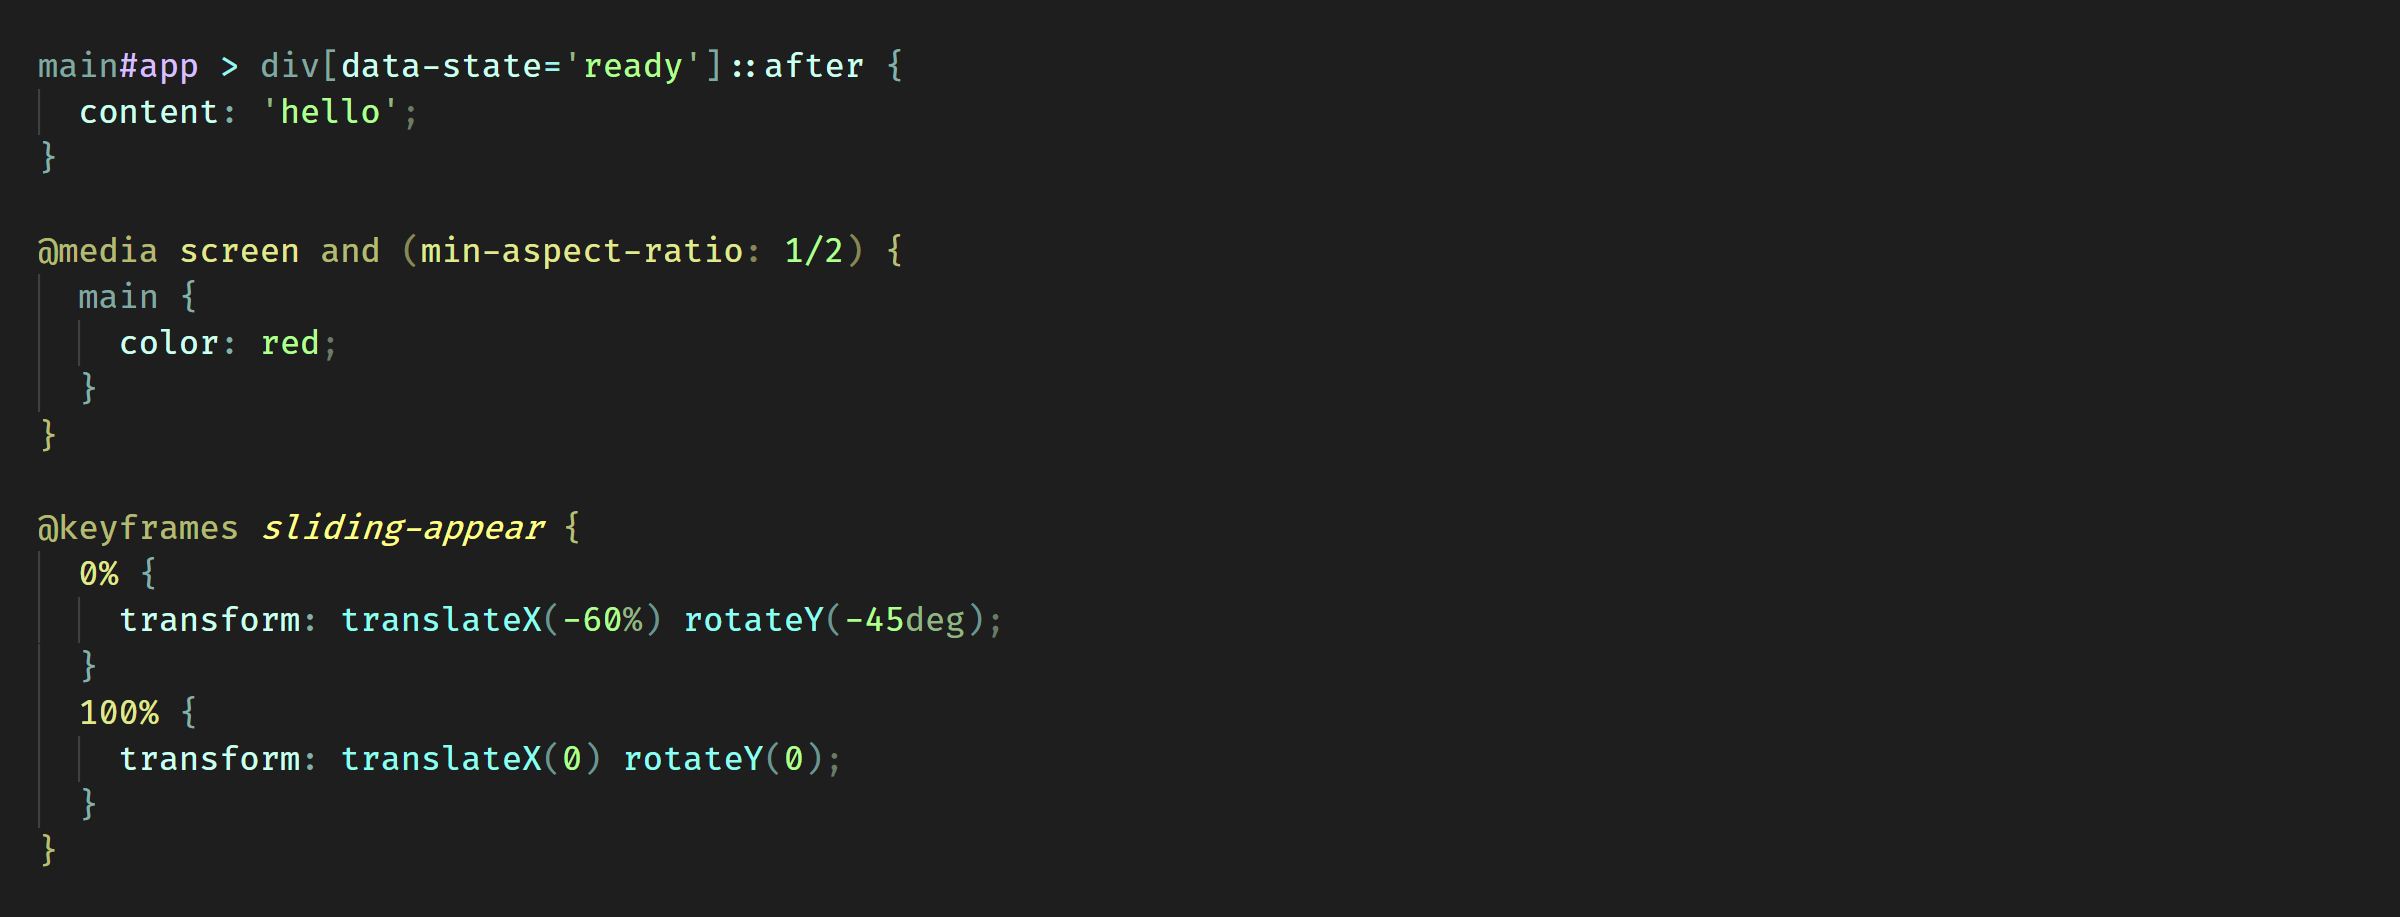 main#app > div[data-state='ready']::after {
  content: 'hello';
}

@media screen and (min-aspect-ratio: 1/2) {
  main {
    color: red;
  }
}

@keyframes sliding-appear {
  0% {
    transform: translateX(-60%) rotateY(-45deg);
  }
  100% {
    transform: translateX(0) rotateY(0);
  }
}